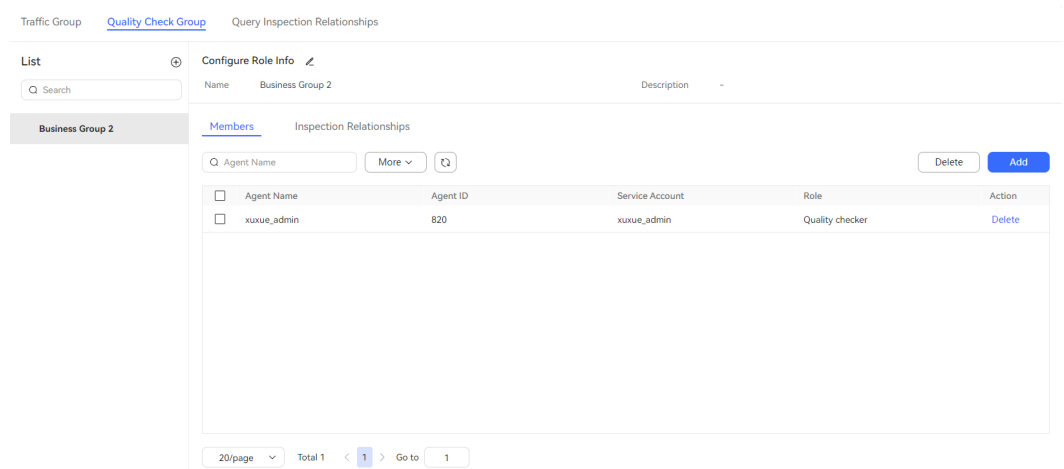 Traffic Group Quality Check Group Query Inspection Relationships
List
Search
Business Group 2
Configure Role Info
Name Business Group 2 Description -
Members Inspection Relationships
Agent Name More Delete Add
Agent Name Agent ID Service Account Role Action
xuxue_admin 820 xuxue_admin Quality checker Delete
20/page Total 1 < 1 > Go to 1